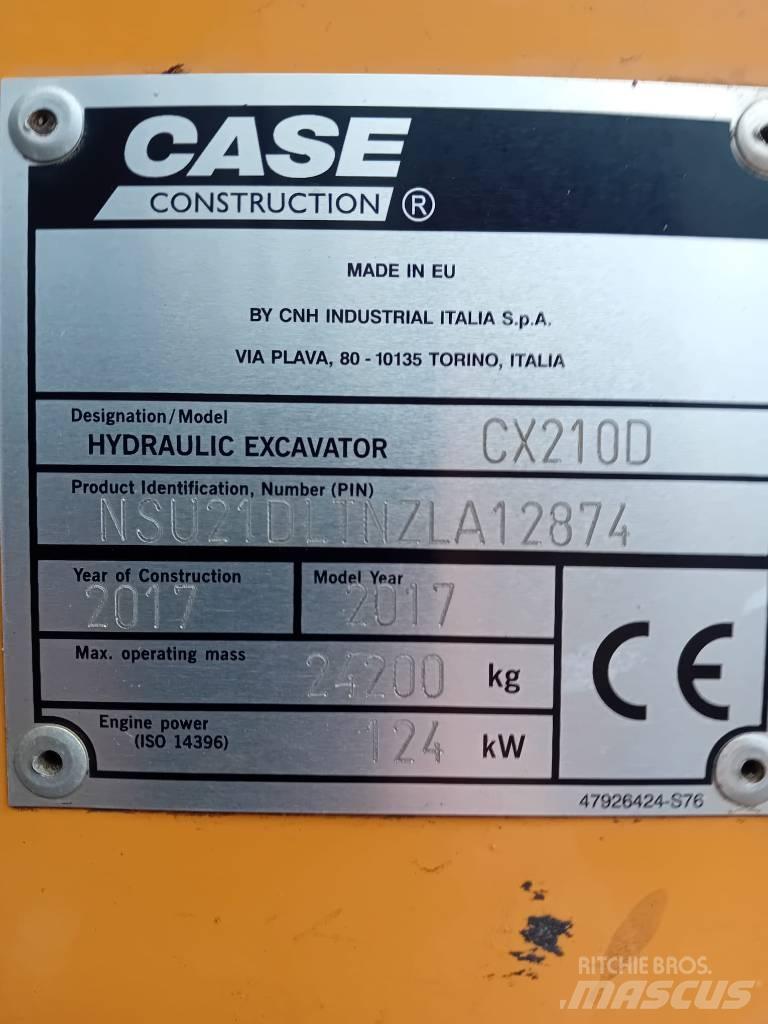 CASE
CONSTRUCTION ®
MADE IN EU
BY CNH INDUSTRIAL ITALIA S.p.A.
VIA PLAVA, 80 - 10135 TORINO, ITALIA
Designation/Model
HYDRAULIC EXCAVATOR CX210D
Product Identification, Number (PIN)
NSU21DLTNZLA12874
Year of Construction Model Year
2017 2017
Max. operating mass 24200 kg
Engine power
(ISO 14396) 124 kW
CE
47926424-S76
RITCHIE BROS.
MASCUS